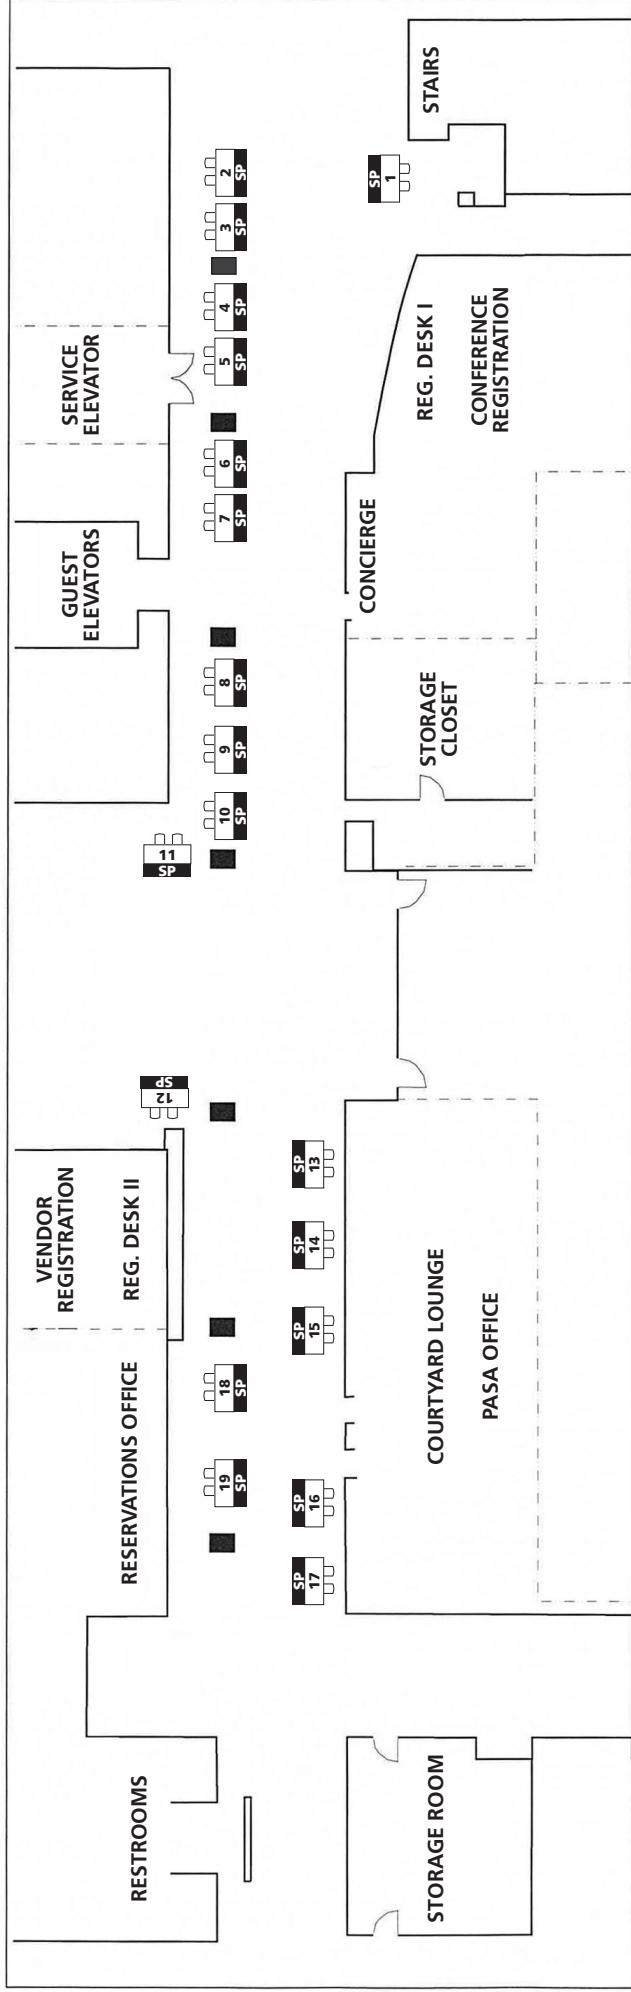 STAIRS
SP
1
2
SP
3
SP
4
SP
5
SP
SERVICE
ELEVATOR
REG. DESK I
CONFERENCE
REGISTRATION
6
SP
7
SP
CONCIERGE
GUEST
ELEVATORS
8
SP
9
SP
10
SP
STORAGE
CLOSET
11
SP
SP
12
VENDOR
REGISTRATION
REG. DESK II
SP
13
SP
14
SP
15
18
SP
19
SP
RESERVATIONS OFFICE
COURTYARD LOUNGE
PASA OFFICE
SP
16
SP
17
RESTROOMS
STORAGE ROOM